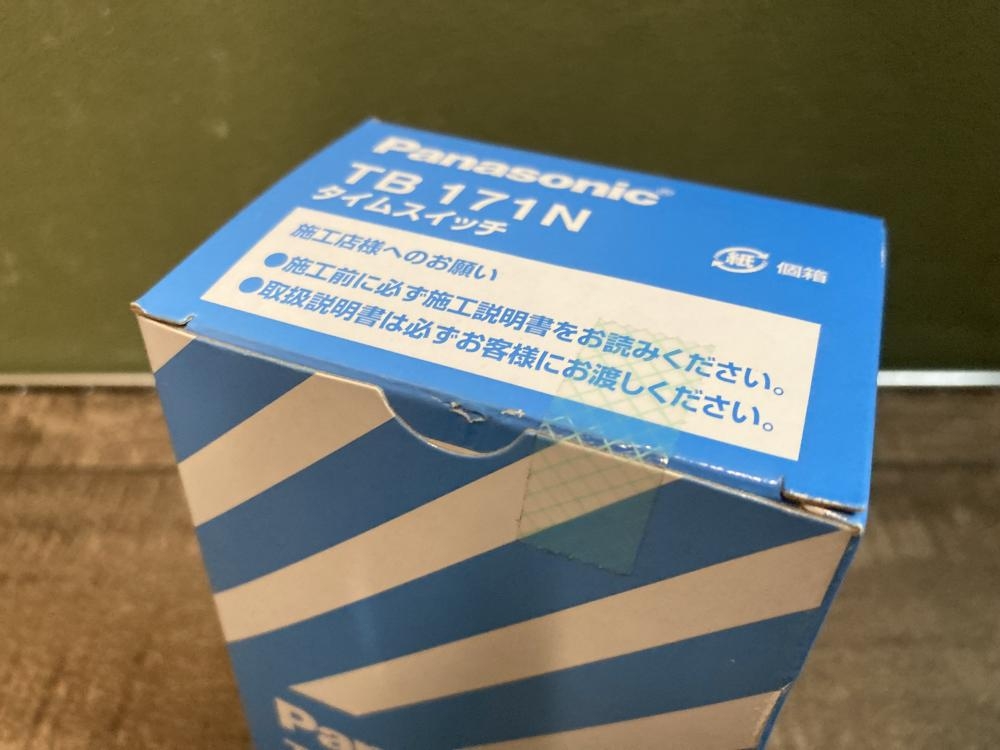 Panasonic
TB 171N
タイムスイッチ
紙 個箱
施工店様へのお願い
●施工前に必ず施工説明書をお読みください。
●取扱説明書は必ずお客様にお渡しください。
Pan